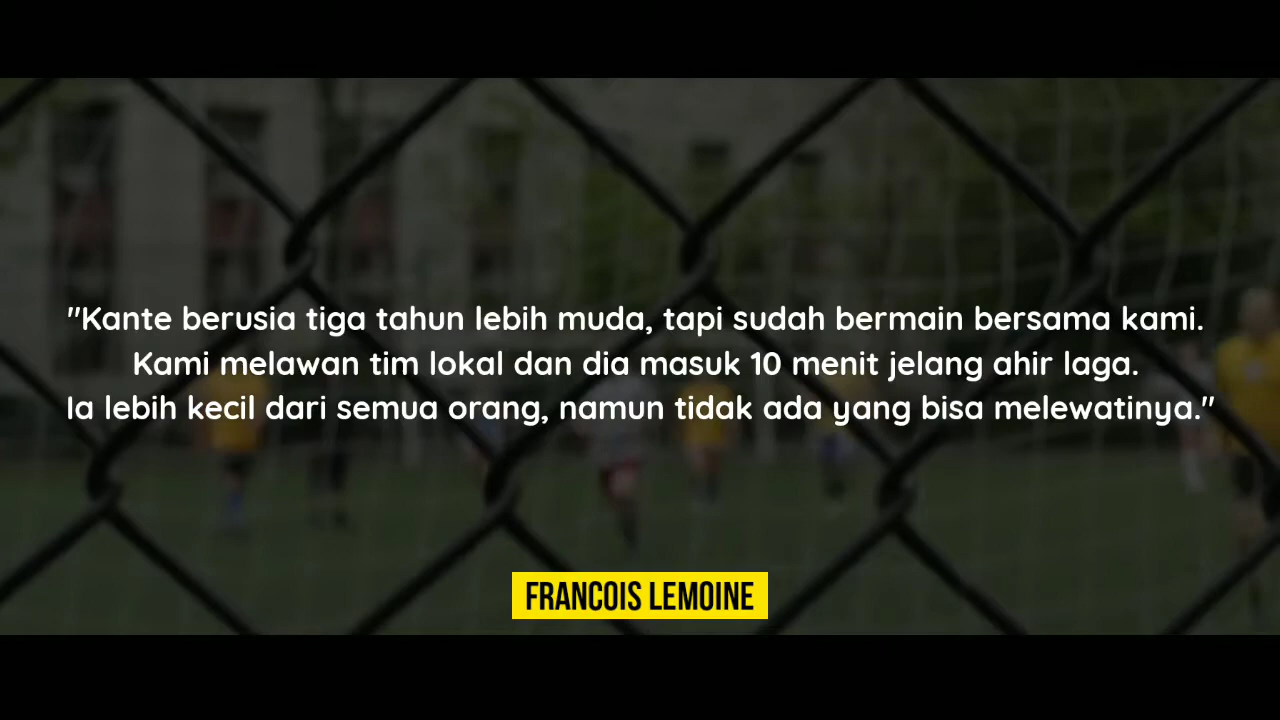 "Kante berusia tiga tahun lebih muda, tapi sudah bermain bersama kami.
Kami melawan tim lokal dan dia masuk 10 menit jelang ahir laga.
Ia lebih kecil dari semua orang, namun tidak ada yang bisa melewatinya."
FRANCOIS LEMOINE